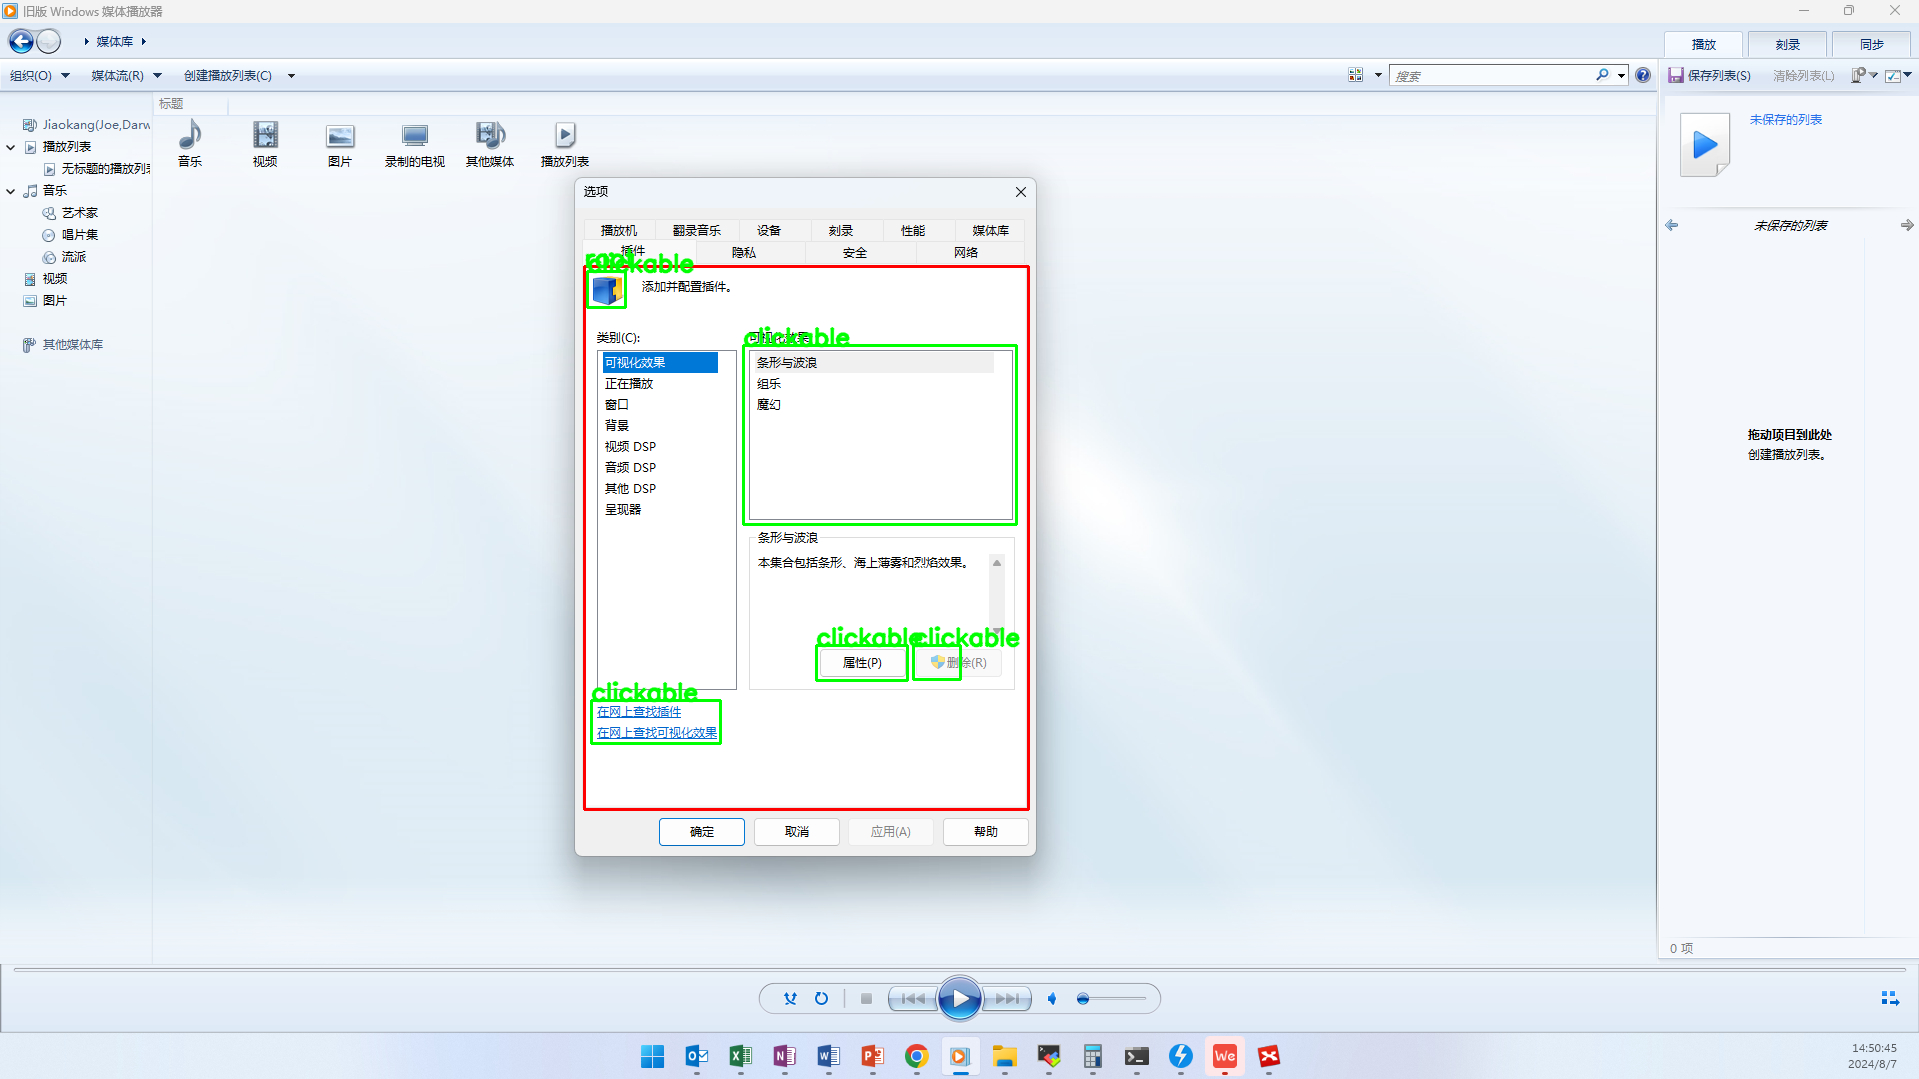 旧版 Windows 媒体播放器
媒体库
播放
刻录
同步
组织(O)
媒体流(R)
创建播放列表(C)
搜索
保存列表(S)
清除列表(L)
标题
Jiaokang(Joe,Darw
播放列表
无标题的播放列表
音乐
艺术家
唱片集
流派
视频
图片
其他媒体库
音乐
视频
图片
录制的电视
其他媒体
播放列表
未保存的列表
未保存的列表
拖动项目到此处
创建播放列表。
0 项
选项
播放机
翻录音乐
设备
刻录
性能
媒体库
插件
隐私
安全
网络
clickable
添加并配置插件。
类别(C):
clickable
可视化效果
正在播放
窗口
背景
视频 DSP
音频 DSP
其他 DSP
呈现器
条形与波浪
组乐
魔幻
条形与波浪
本集合包括条形、海上薄雾和烈焰效果。
clickable
clickable
属性(P)
删除(R)
clickable
在网上查找插件
在网上查找可视化效果
确定
取消
应用(A)
帮助
14:50:45
2024/8/7